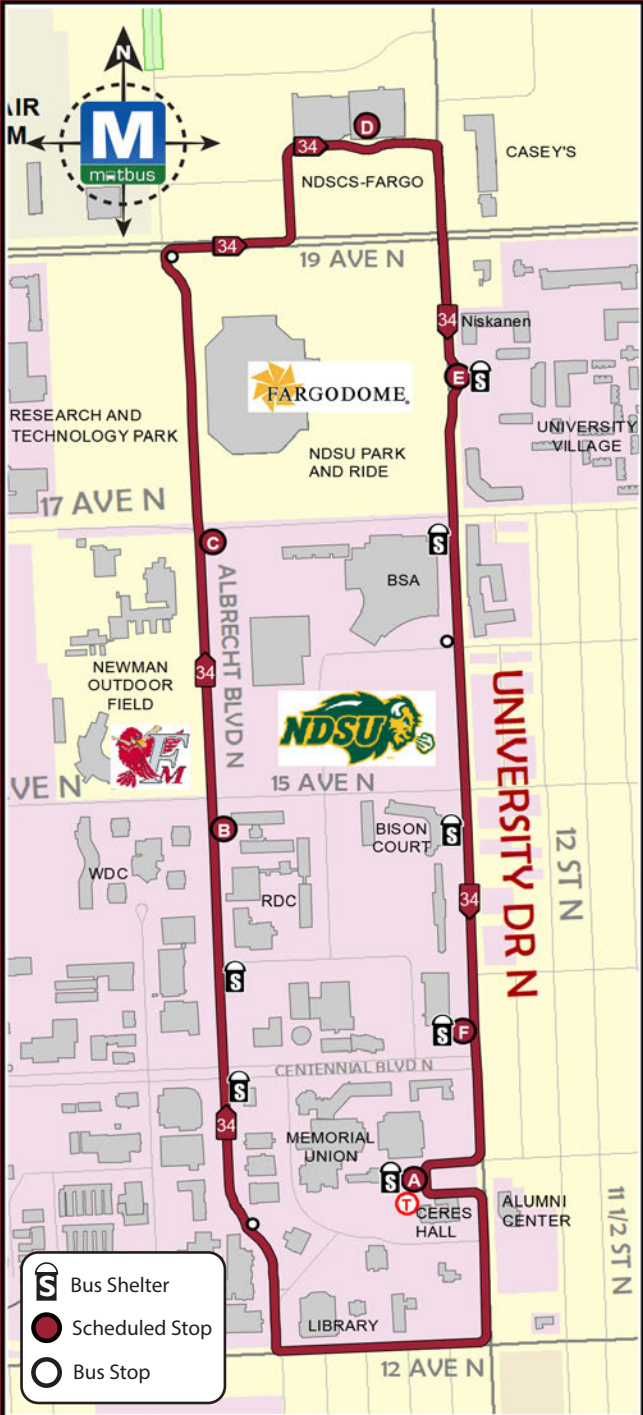 N
AIR
M
M
matbus
D
34
CASEY'S
NDSCS-FARGO
34
19 AVE N
34
Niskanen
E
S
FARGODOME
RESEARCH AND
TECHNOLOGY PARK
UNIVERSITY
VILLAGE
NDSU PARK
AND RIDE
17 AVE N
C
S
BSA
ALBRECHT BLVD N
34
NEWMAN
OUTDOOR
FIELD
FM
NDSU
UNIVERSITY DR N
VE N
15 AVE N
B
BISON
COURT
S
12 ST N
WDC
RDC
34
S
S
F
CENTENNIAL BLVD N
S
34
MEMORIAL
UNION
S
A
T
CERES
HALL
ALUMNI
CENTER
11 1/2 ST N
S
Bus Shelter
Scheduled Stop
Bus Stop
LIBRARY
12 AVE N